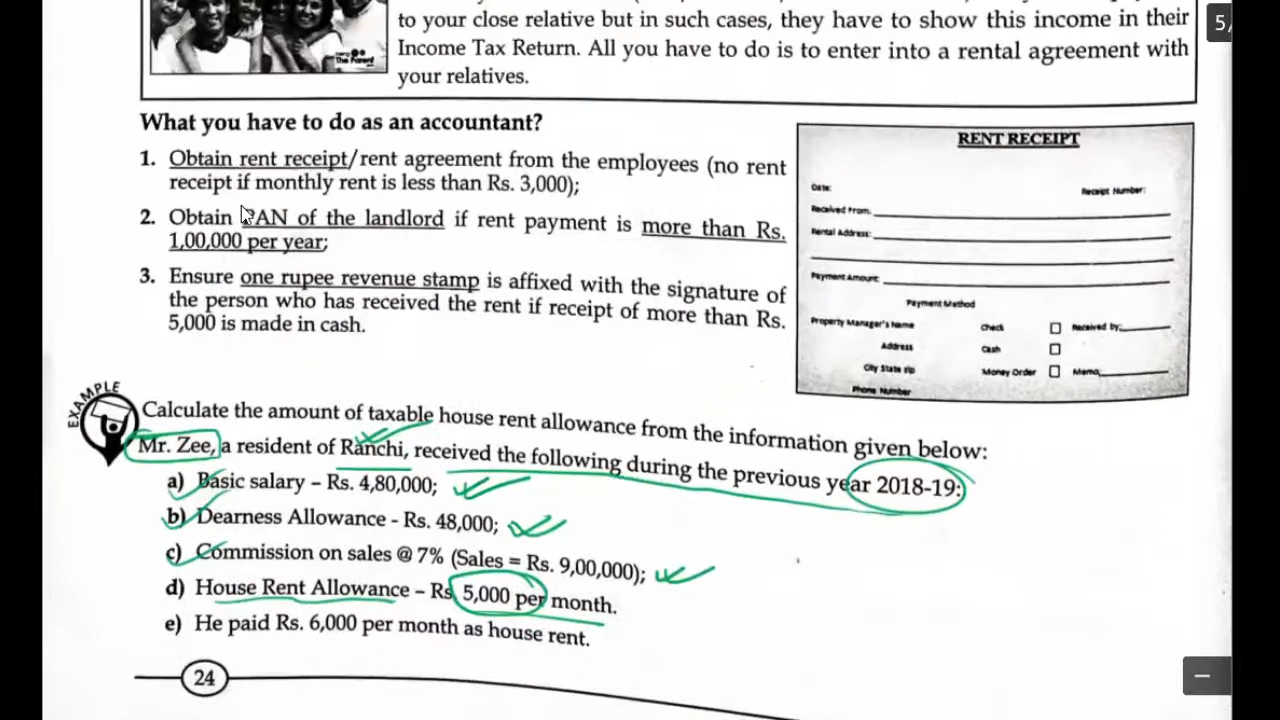 to your close relative but in such cases, they have to show this income in their
Income Tax Return. All you have to do is to enter into a rental agreement with
your relatives.
The Parent
5/
What you have to do as an accountant?
1. Obtain rent receipt/rent agreement from the employees (no rent
receipt if monthly rent is less than Rs. 3,000);
2. Obtain PAN of the landlord if rent payment is more than Rs.
1,00,000 per year;
3. Ensure one rupee revenue stamp is affixed with the signature of
the person who has received the rent if receipt of more than Rs.
5,000 is made in cash.
RENT RECEIPT
Date:
Receipt Number:
Received From:
Rental Address:
Payment Amount:
Payment Method
Property Manager's Name Check Received by:
Address Cash
City State zip Money Order Memo:
Phone Number
EXAMPLE
Calculate the amount of taxable house rent allowance from the information given below:
Mr. Zee, a resident of Ranchi, received the following during the previous year 2018-19:
a) Basic salary – Rs. 4,80,000;
b) Dearness Allowance - Rs. 48,000;
c) Commission on sales @ 7% (Sales = Rs. 9,00,000);
d) House Rent Allowance – Rs 5,000 per month.
e) He paid Rs. 6,000 per month as house rent.
24